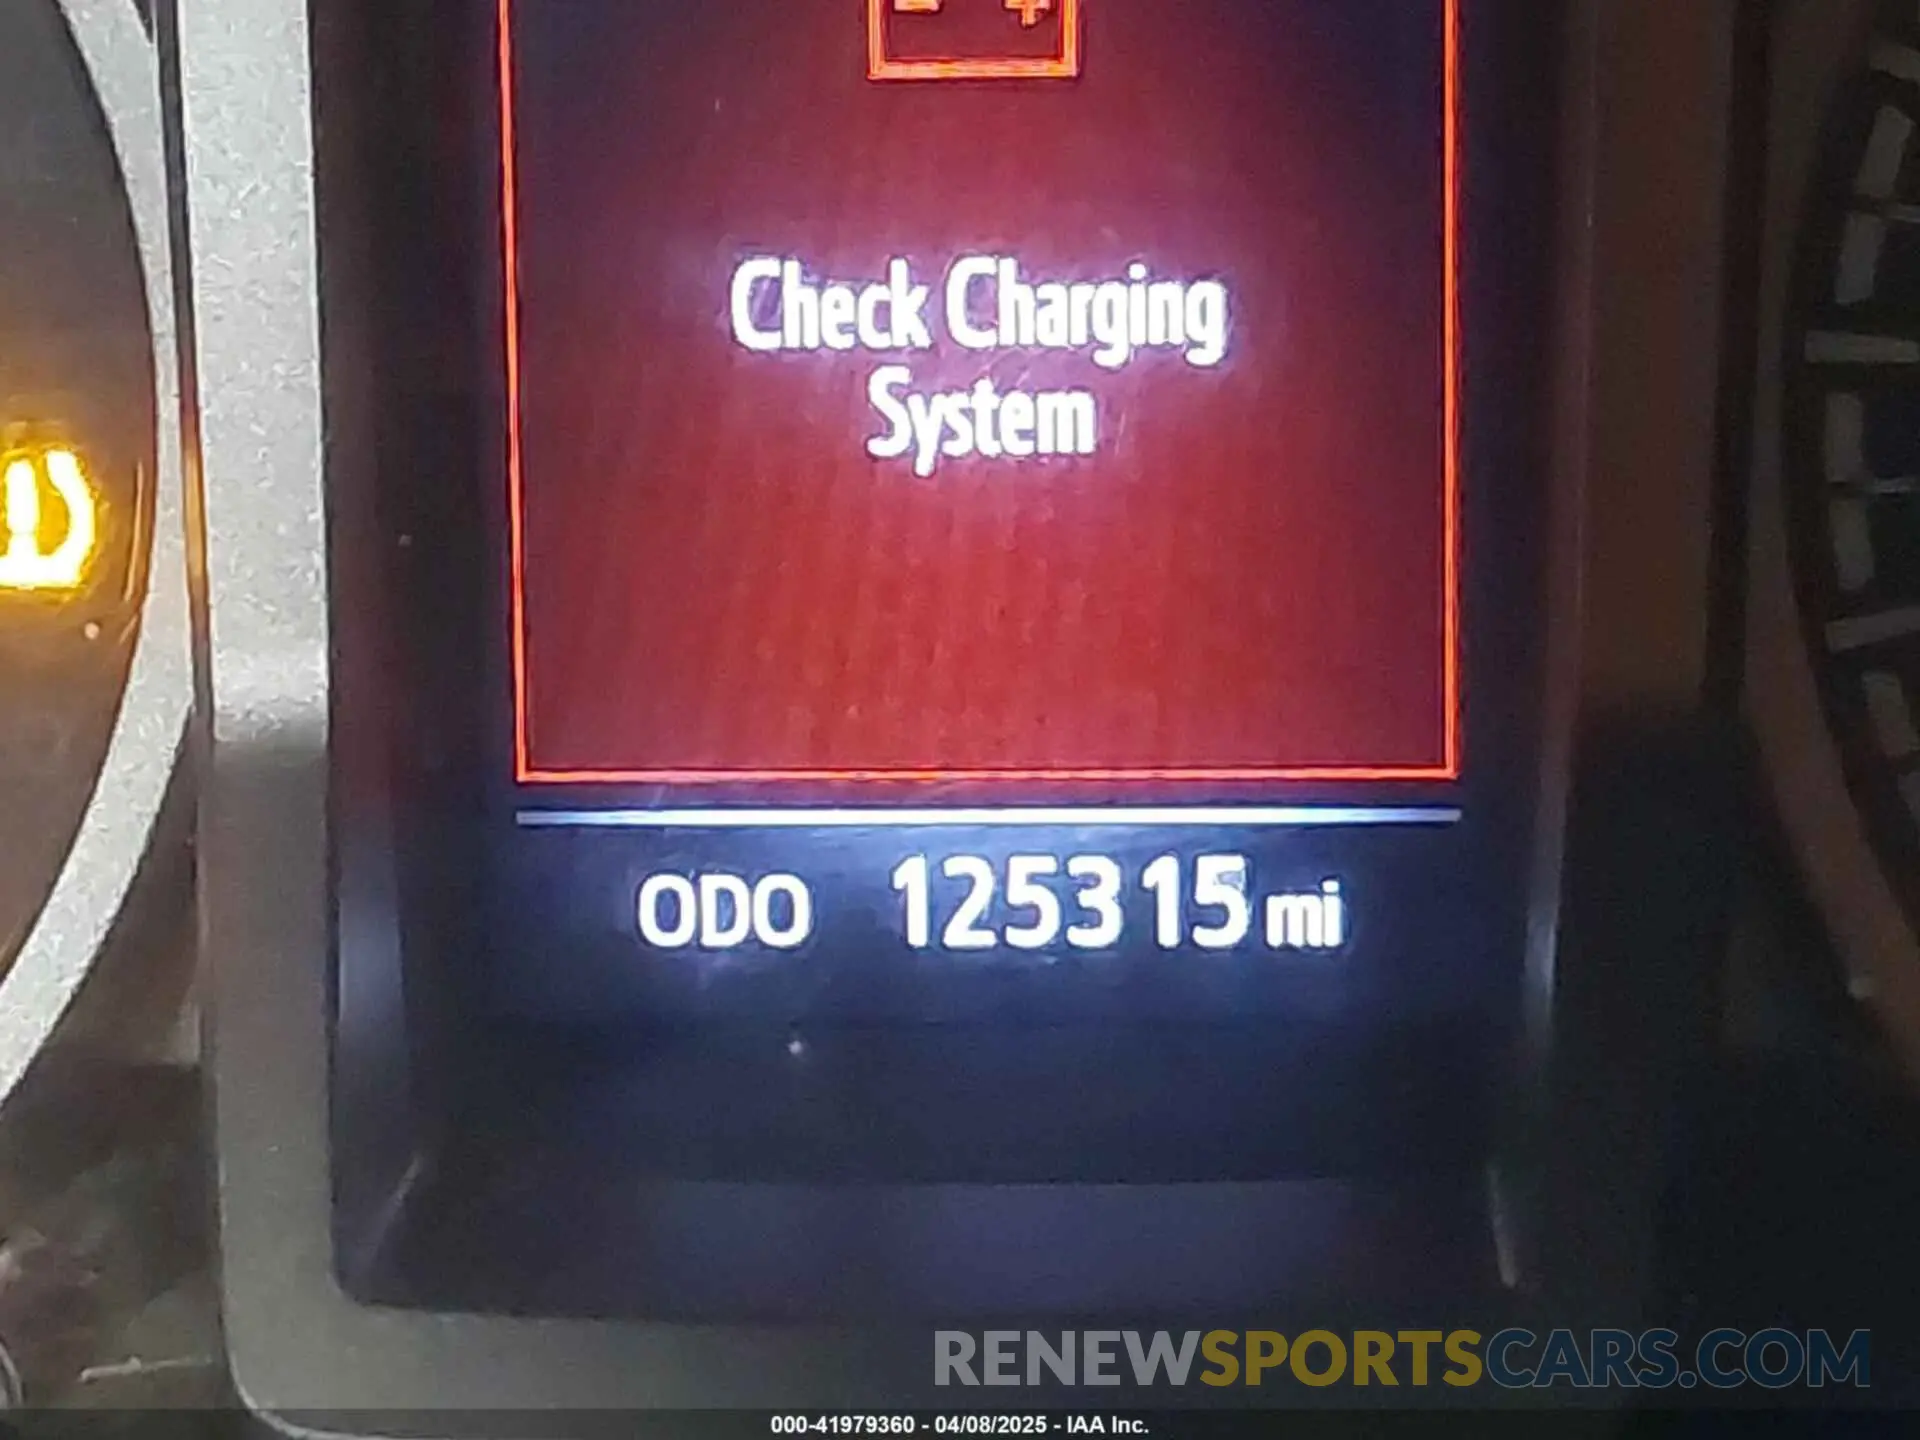 Check Charging
System
ODO 125315 mi
RENEWSPORTSCARS.COM
000-41979360 - 04/08/2025 - IAA Inc.